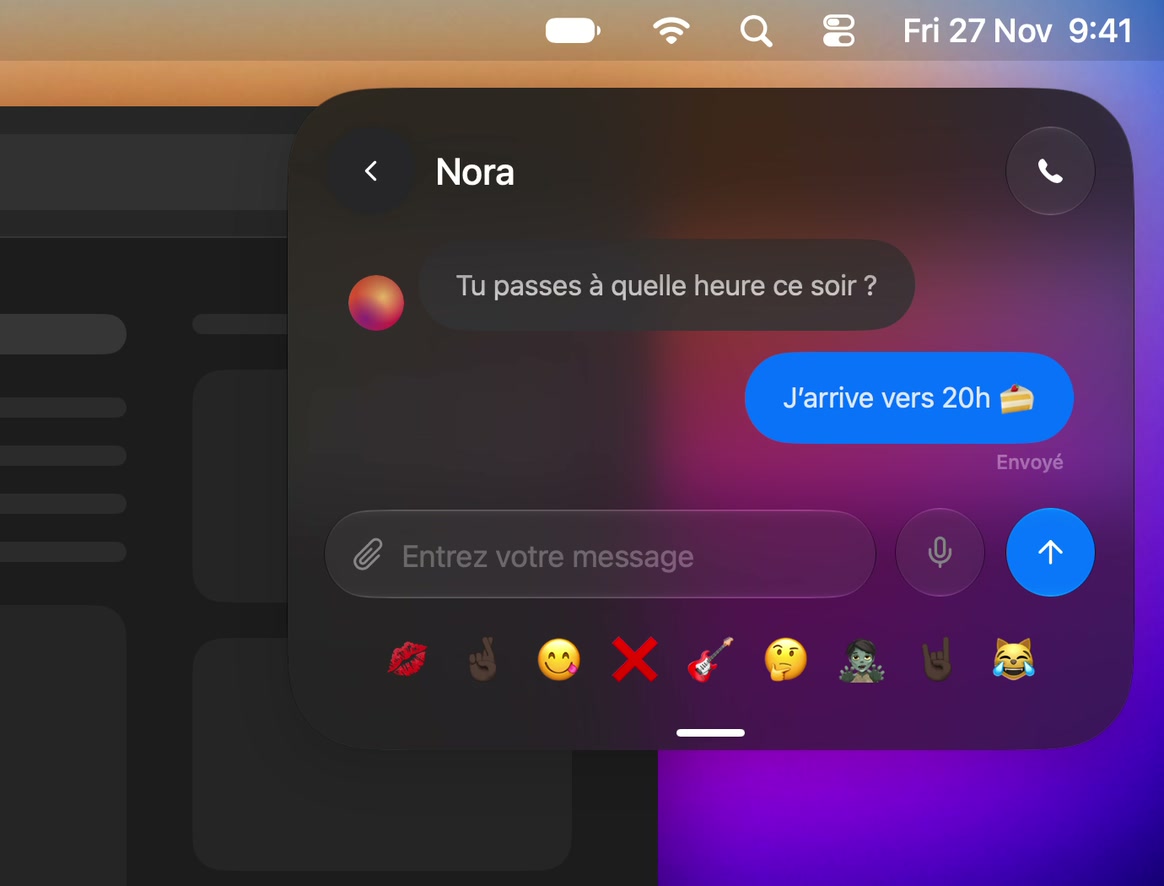 Fri 27 Nov 9:41
Nora
Tu passes à quelle heure ce soir ?
J’arrive vers 20h 🍰
Envoyé
Entrez votre message